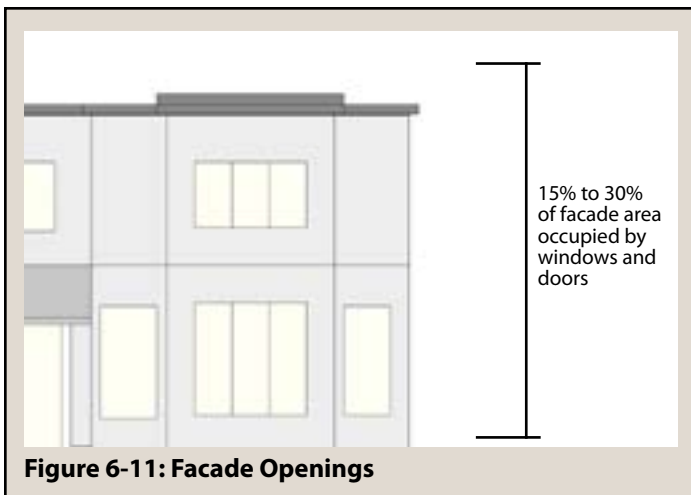 15% to 30%
of facade area
occupied by
windows and
doors
Figure 6-11: Facade Openings